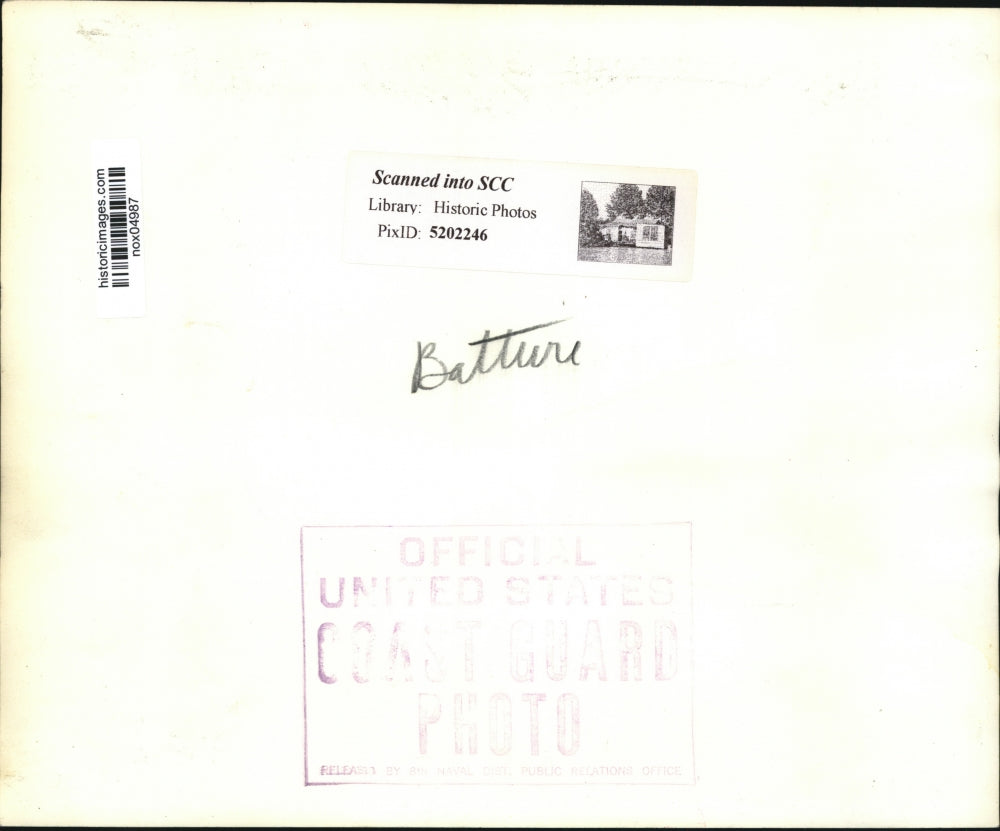 historicimages.com
nox04987
Scanned into SCC
Library: Historic Photos
PixID: 5202246
Batture
OFFICIAL
UNITED STATES
COAST GUARD
PHOTO
RELEASED BY 8TH NAVAL DIST. PUBLIC RELATIONS OFFICE